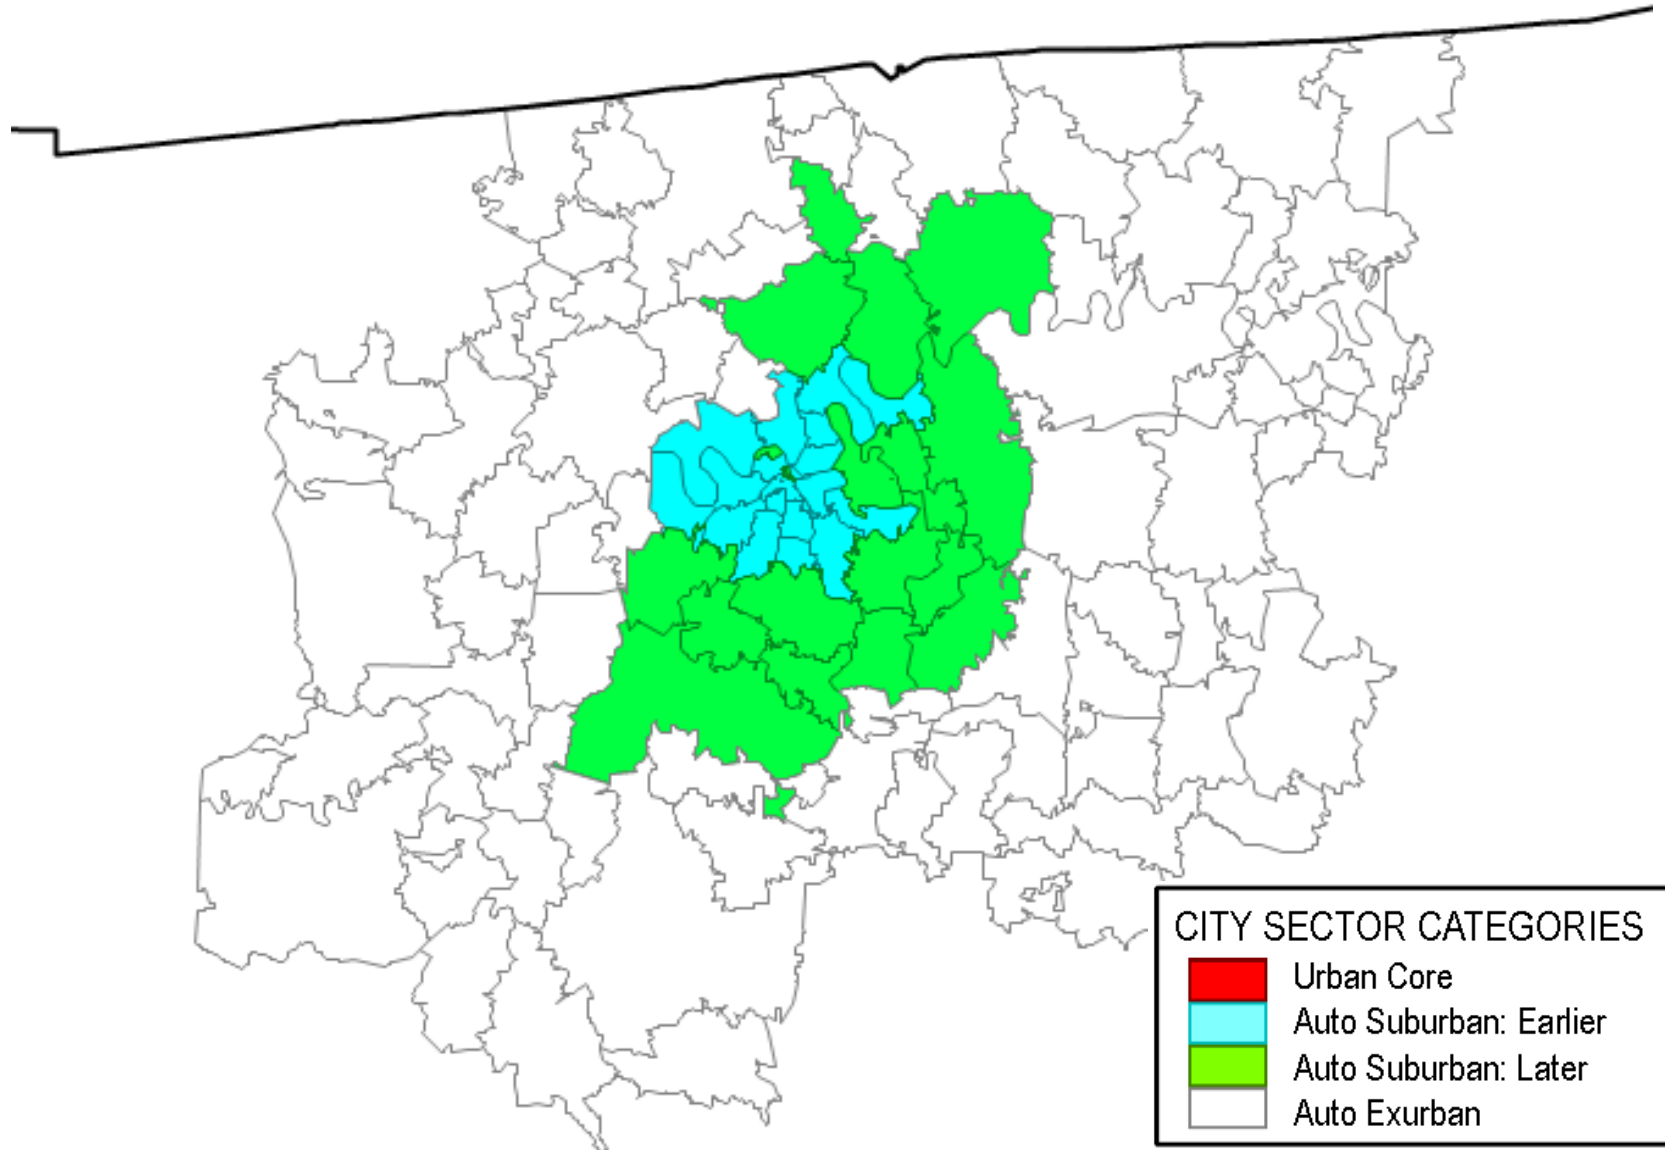 CITY SECTOR CATEGORIES
Urban Core
Auto Suburban: Earlier
Auto Suburban: Later
Auto Exurban